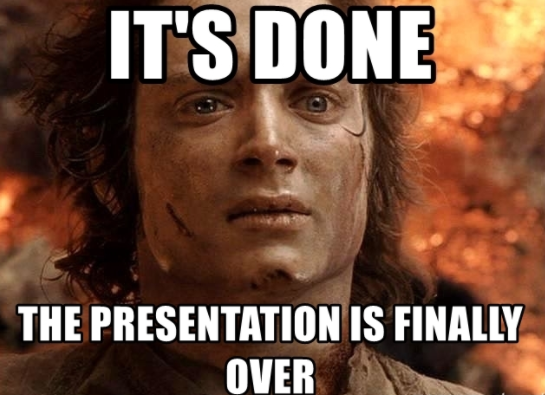 IT'S DONE
THE PRESENTATION IS FINALLY
OVER